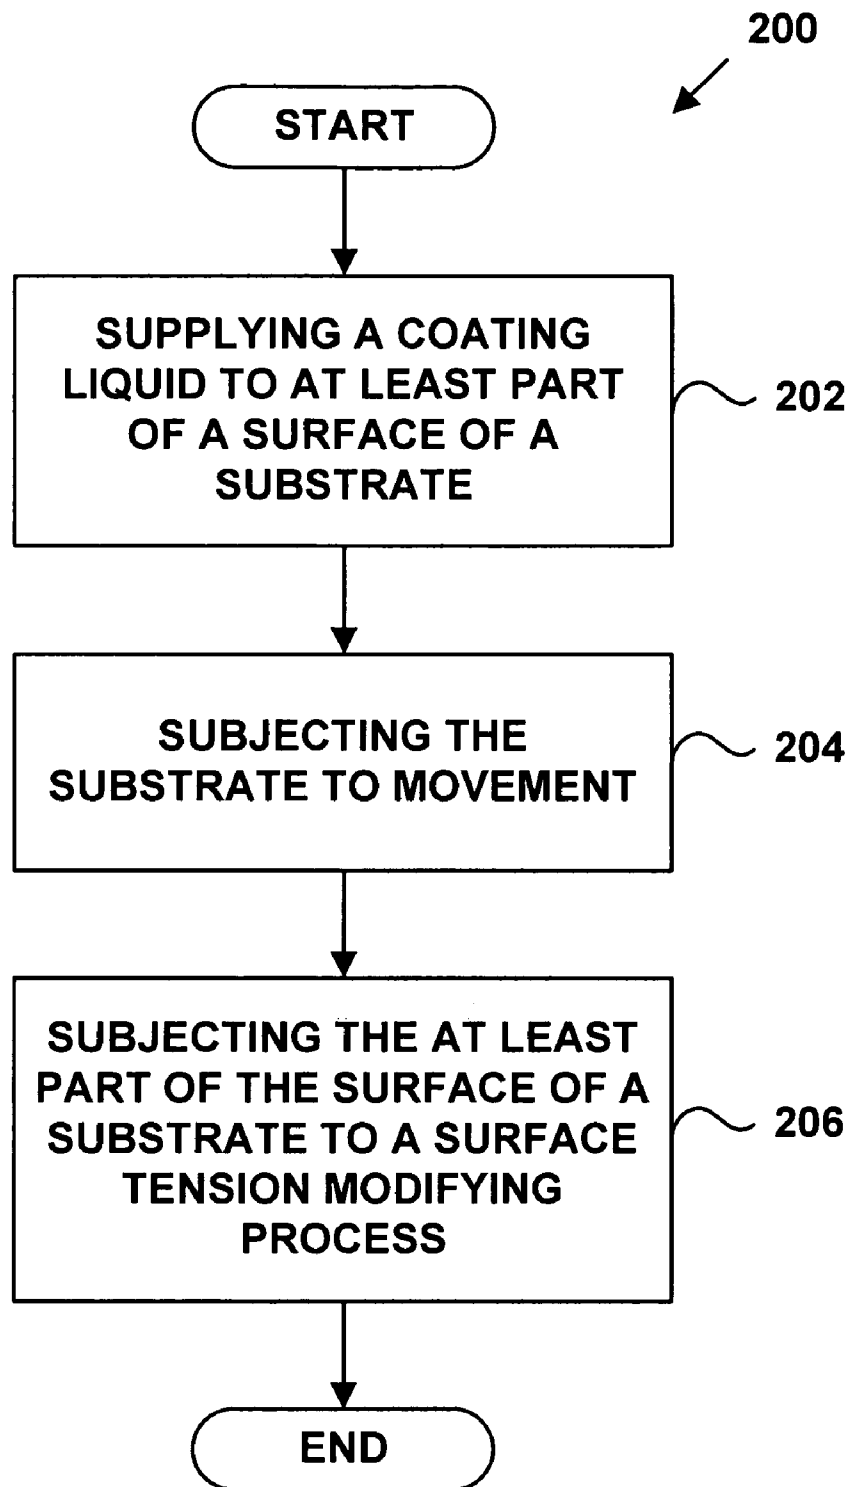 200
START
SUPPLYING A COATING
LIQUID TO AT LEAST PART
OF A SURFACE OF A
SUBSTRATE
202
SUBJECTING THE
SUBSTRATE TO MOVEMENT
204
SUBJECTING THE AT LEAST
PART OF THE SURFACE OF A
SUBSTRATE TO A SURFACE
TENSION MODIFYING
PROCESS
206
END